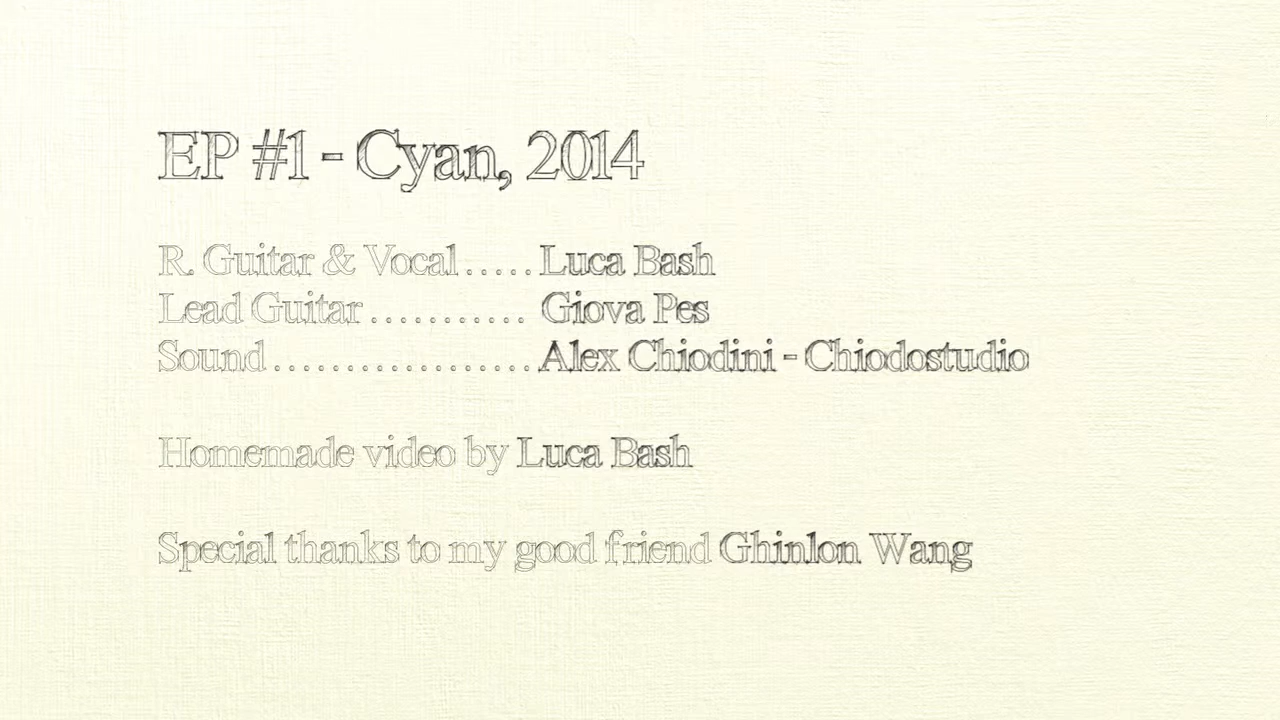 EP #1 - Cyan, 2014
R. Guitar & Vocal ..... Luca Bash
Lead Guitar ........... Giova Pes
Sound .................. Alex Chiodini - Chiodostudio
Homemade video by Luca Bash
Special thanks to my good friend Ghinlon Wang